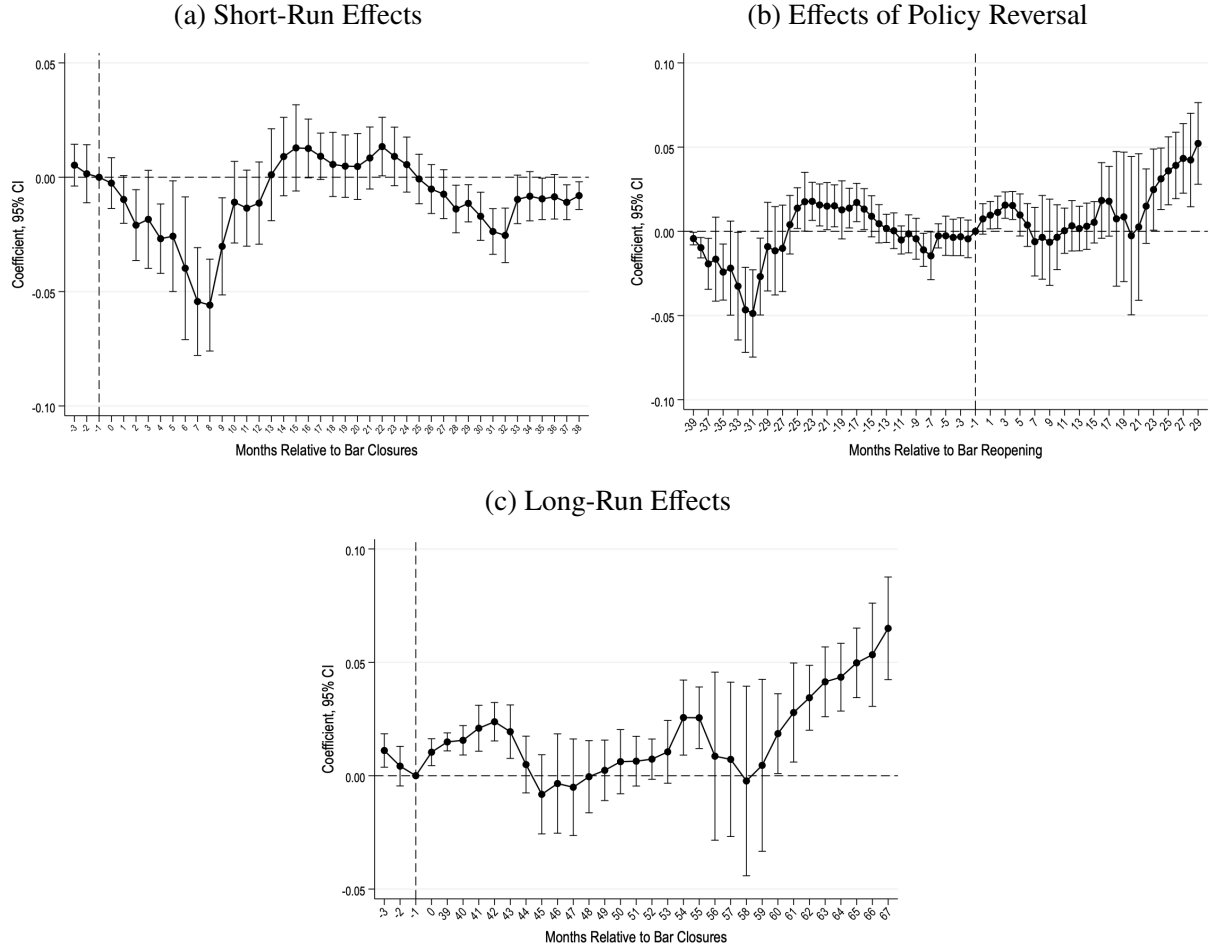 (a) Short-Run Effects
0.05
0.00
-0.05
-0.10
Coefficient, 95% CI
-3 -2 -1 0 1 2 3 4 5 6 7 8 9 10 11 12 13 14 15 16 17 18 19 20 21 22 23 24 25 26 27 28 29 30 31 32 33 34 35 36 37 38
Months Relative to Bar Closures
(b) Effects of Policy Reversal
0.10
0.05
0.00
-0.05
-0.10
Coefficient, 95% CI
-39 -37 -35 -33 -31 -29 -27 -25 -23 -21 -19 -17 -15 -13 -11 -9 -7 -5 -3 -1 1 3 5 7 9 11 13 15 17 19 21 23 25 27 29
Months Relative to Bar Reopening
(c) Long-Run Effects
0.10
0.05
0.00
-0.05
Coefficient, 95% CI
-3 -2 -1 0 39 40 41 42 43 44 45 46 47 48 49 50 51 52 53 54 55 56 57 58 59 60 61 62 63 64 65 66 67
Months Relative to Bar Closures